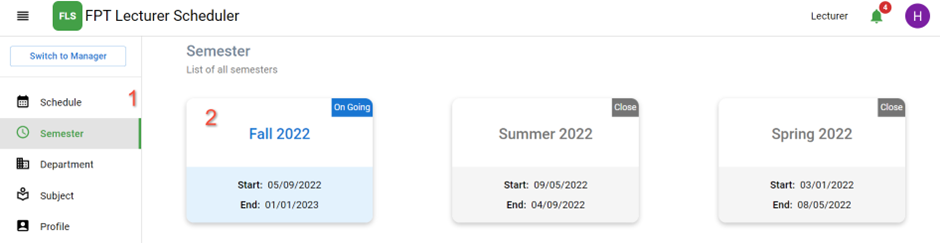 FLS FPT Lecturer Scheduler
Lecturer
4
H
Switch to Manager
Schedule
1
Semester
Department
Subject
Profile
Semester
List of all semesters
On Going
2
Fall 2022
Start: 05/09/2022
End: 01/01/2023
Close
Summer 2022
Start: 09/05/2022
End: 04/09/2022
Close
Spring 2022
Start: 03/01/2022
End: 08/05/2022